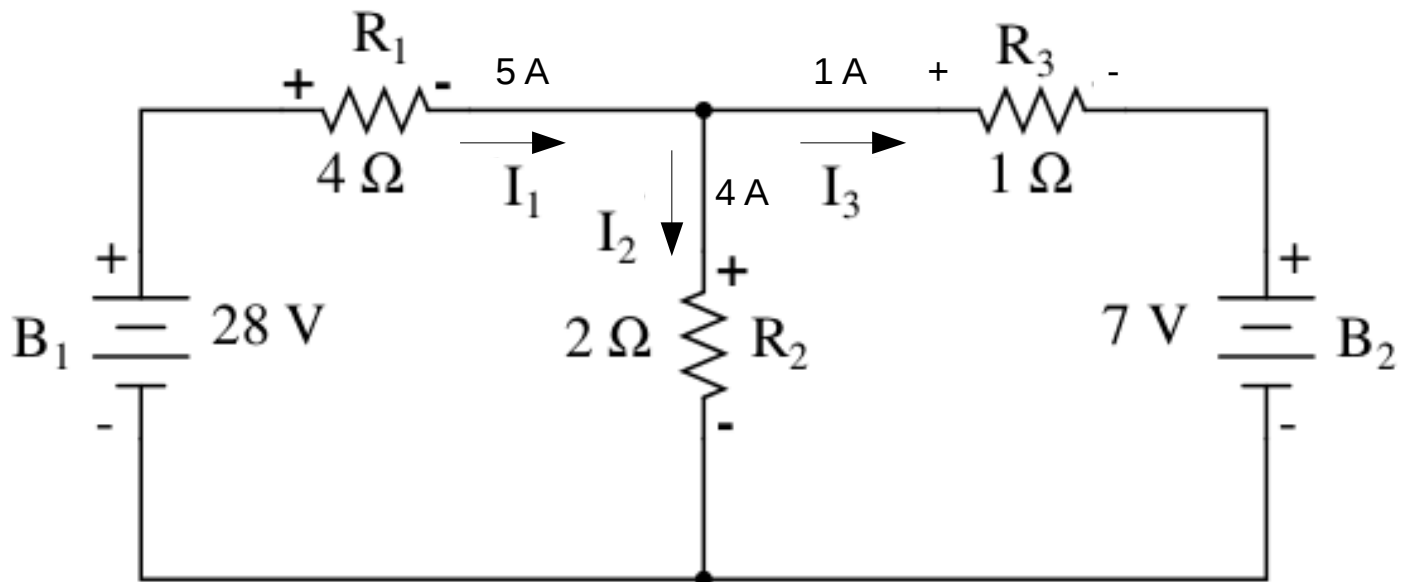 R₁
+ -
5 A
1 A
+
R₃
-
4 Ω
I₁
I₂
4 A
I₃
1 Ω
+
B₁
28 V
-
+
2 Ω
R₂
-
7 V
+
B₂
-